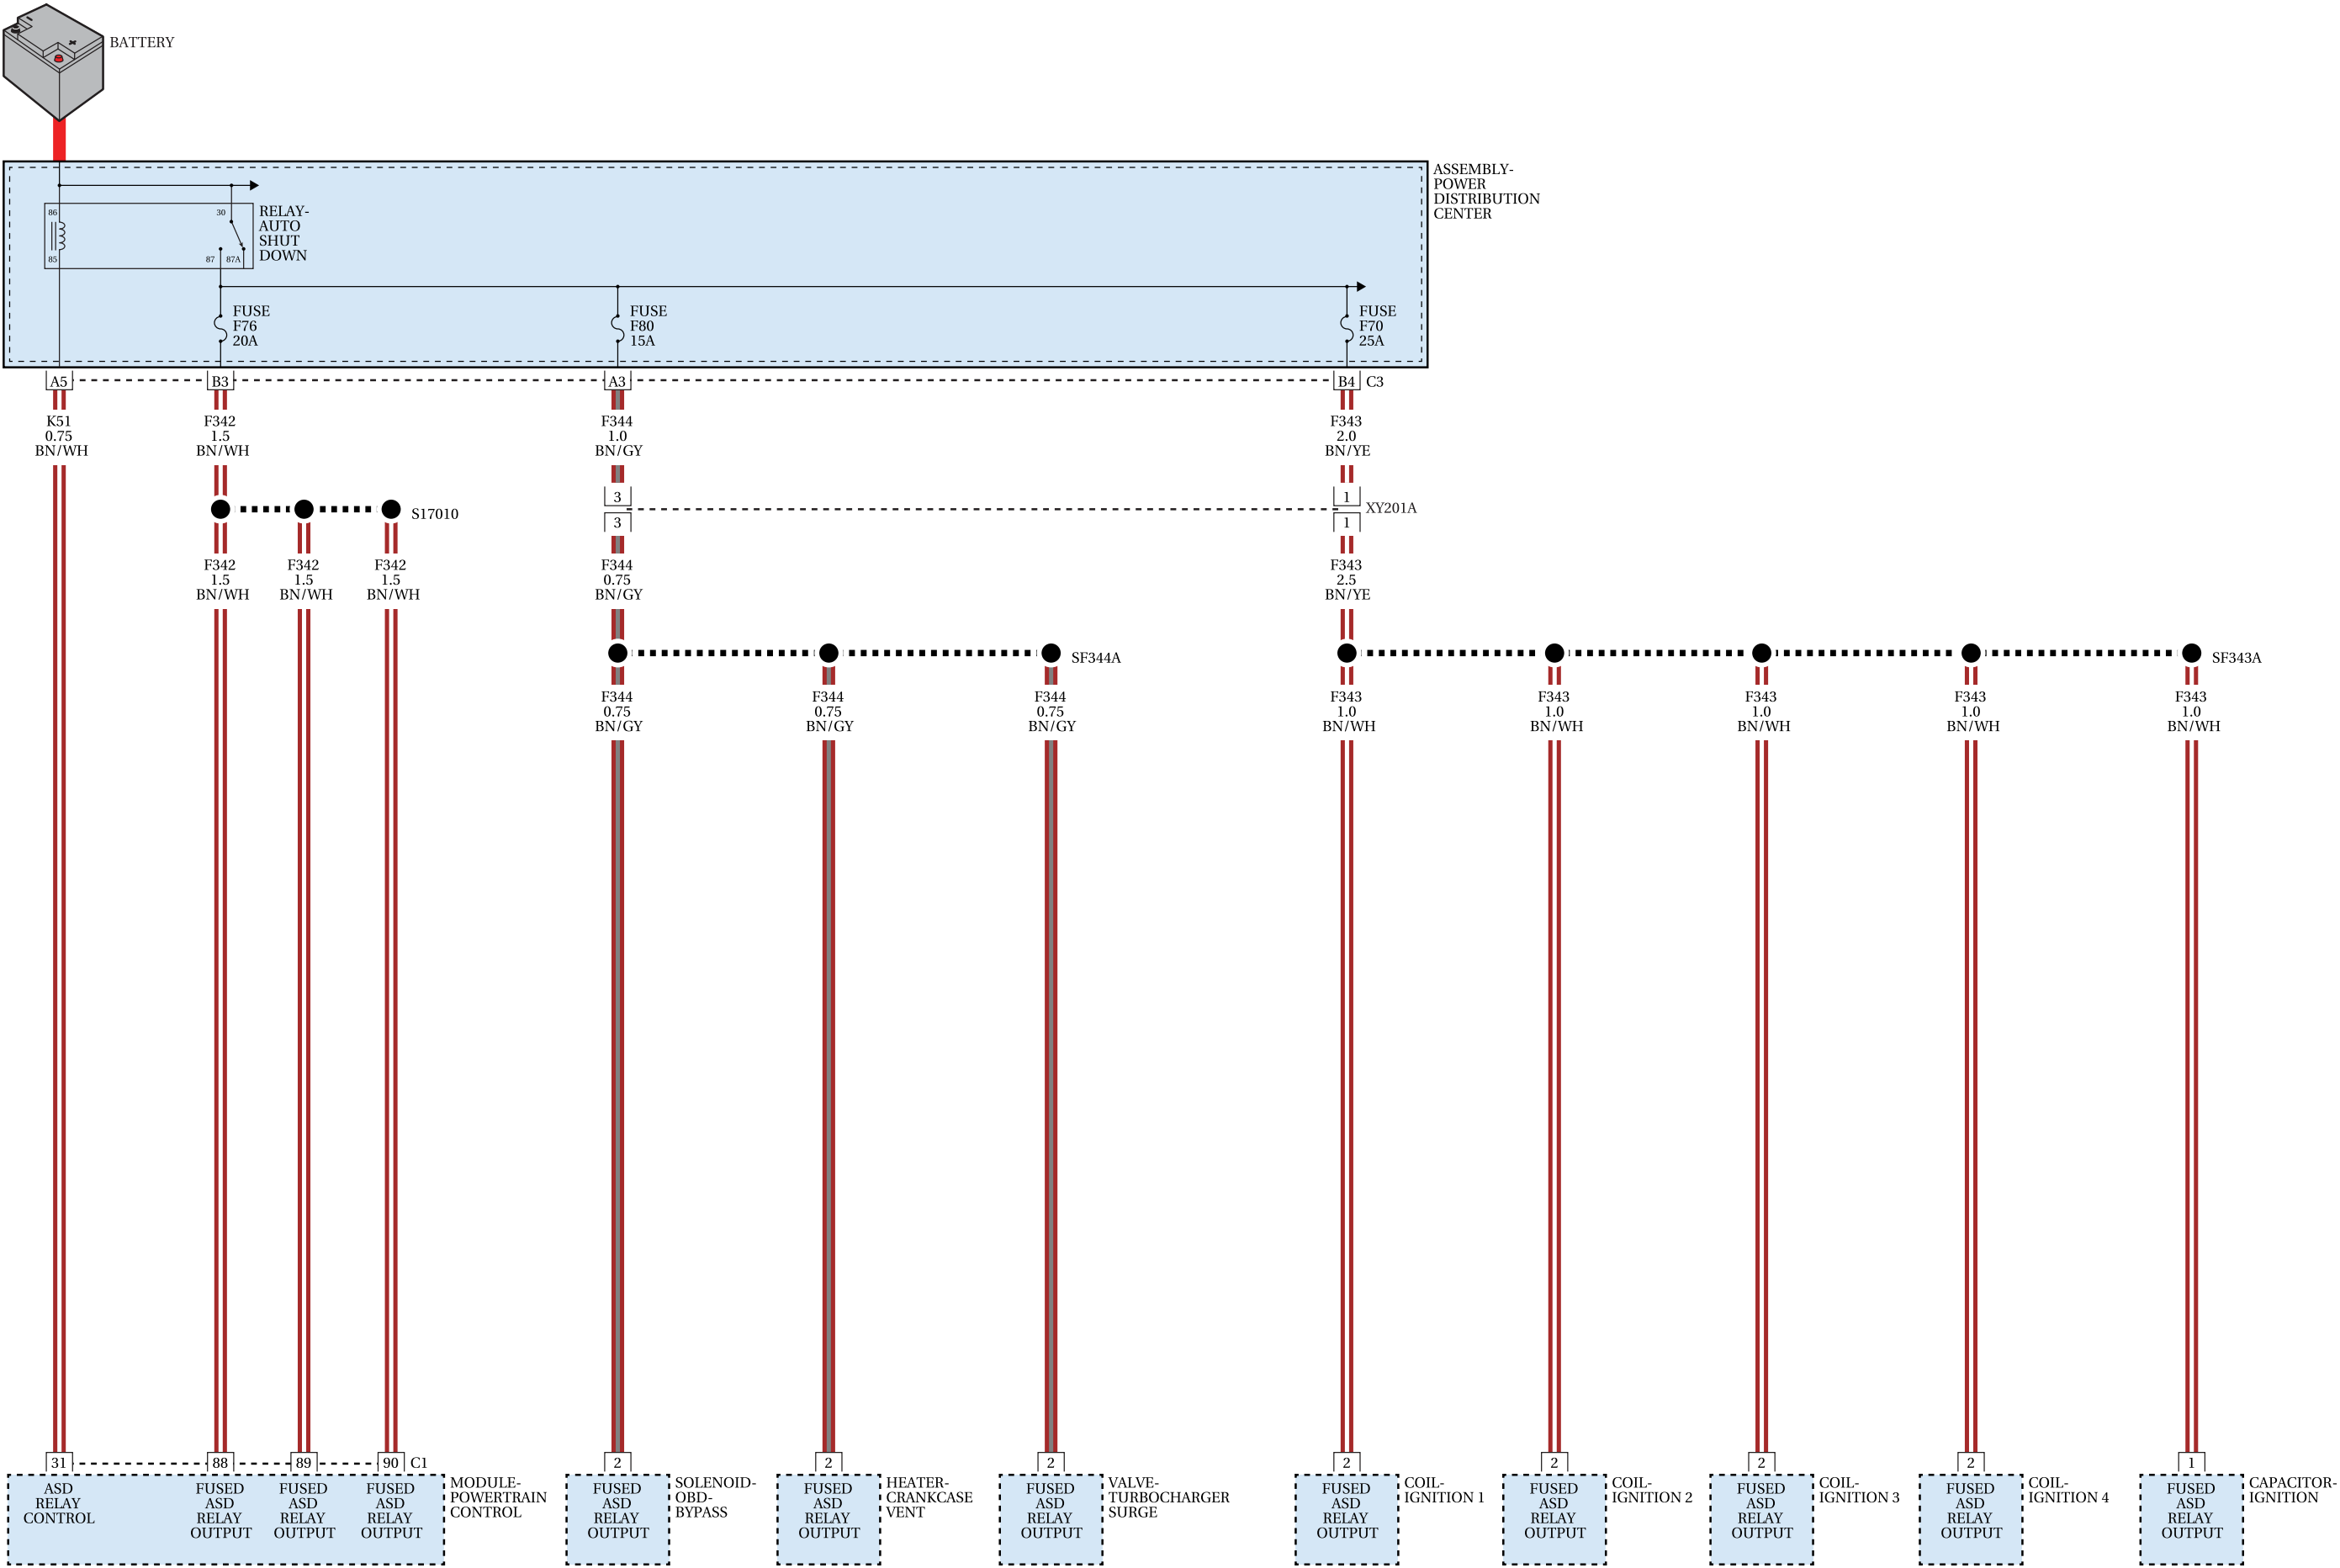 BATTERY
ASSEMBLY-
POWER
DISTRIBUTION
CENTER
86
30
85
87
87A
RELAY-
AUTO
SHUT
DOWN
FUSE
F76
20A
FUSE
F80
15A
FUSE
F70
25A
A5
B3
A3
B4
C3
K51
0.75
BN/WH
F342
1.5
BN/WH
F344
1.0
BN/GY
F343
2.0
BN/YE
S17010
3
3
1
1
XY201A
F342
1.5
BN/WH
F342
1.5
BN/WH
F342
1.5
BN/WH
F344
0.75
BN/GY
F343
2.5
BN/YE
SF344A
SF343A
F344
0.75
BN/GY
F344
0.75
BN/GY
F344
0.75
BN/GY
F343
1.0
BN/WH
F343
1.0
BN/WH
F343
1.0
BN/WH
F343
1.0
BN/WH
F343
1.0
BN/WH
31
88
89
90
C1
2
2
2
2
2
2
2
1
ASD
RELAY
CONTROL
FUSED
ASD
RELAY
OUTPUT
FUSED
ASD
RELAY
OUTPUT
FUSED
ASD
RELAY
OUTPUT
MODULE-
POWERTRAIN
CONTROL
FUSED
ASD
RELAY
OUTPUT
SOLENOID-
OBD-
BYPASS
FUSED
ASD
RELAY
OUTPUT
HEATER-
CRANKCASE
VENT
FUSED
ASD
RELAY
OUTPUT
VALVE-
TURBOCHARGER
SURGE
FUSED
ASD
RELAY
OUTPUT
COIL-
IGNITION 1
FUSED
ASD
RELAY
OUTPUT
COIL-
IGNITION 2
FUSED
ASD
RELAY
OUTPUT
COIL-
IGNITION 3
FUSED
ASD
RELAY
OUTPUT
COIL-
IGNITION 4
FUSED
ASD
RELAY
OUTPUT
CAPACITOR-
IGNITION